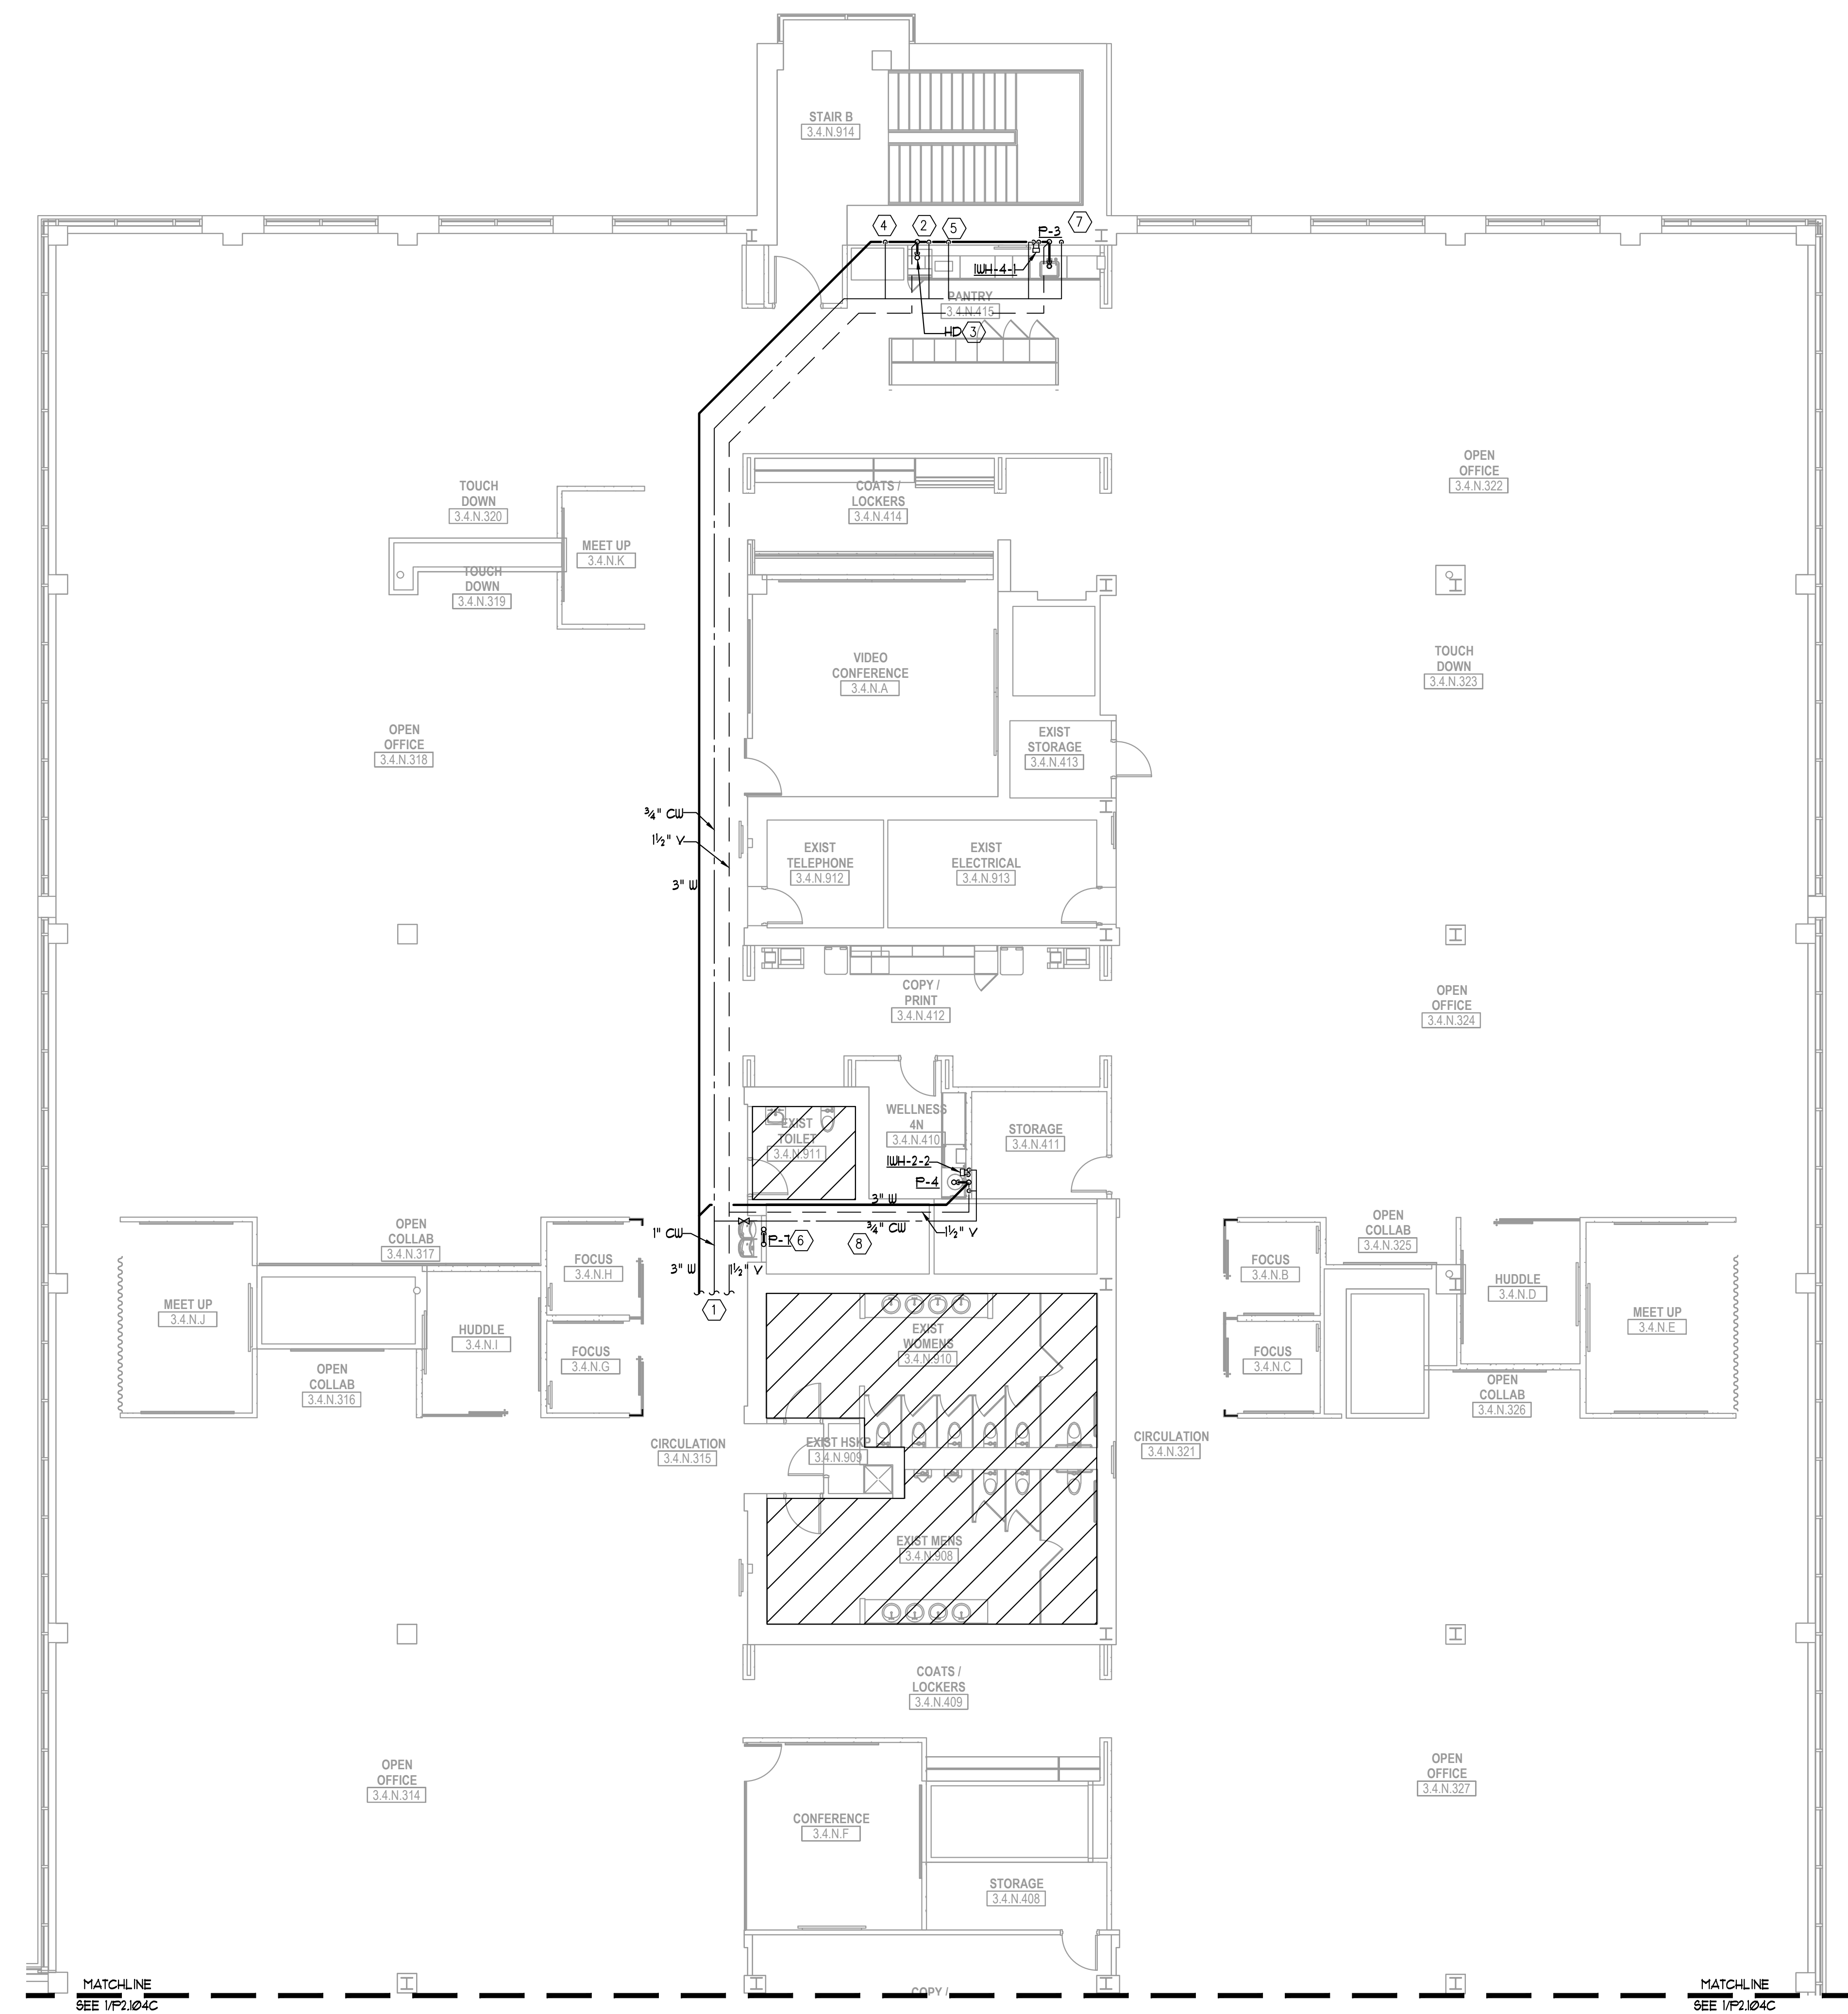 STAIR B
3.4.N.914
4
2
5
P-3
7
IWH-4-1
PANTRY
3.4.N.415
HD
3
OPEN
OFFICE
3.4.N.322
TOUCH
DOWN
3.4.N.320
COATS /
LOCKERS
3.4.N.414
MEET UP
3.4.N.K
TOUCH
DOWN
3.4.N.319
VIDEO
CONFERENCE
3.4.N.A
TOUCH
DOWN
3.4.N.323
OPEN
OFFICE
3.4.N.318
EXIST
STORAGE
3.4.N.413
¾" CW
1½" V
3" W
EXIST
TELEPHONE
3.4.N.912
EXIST
ELECTRICAL
3.4.N.913
COPY /
PRINT
3.4.N.412
OPEN
OFFICE
3.4.N.324
EXIST
TOILET
3.4.N.911
WELLNESS
4N
3.4.N.410
STORAGE
3.4.N.411
IWH-2-2
P-4
3" W
¾" CW
1½" V
1" CW
P-7
6
8
3" W
1½" V
1
OPEN
COLLAB
3.4.N.317
FOCUS
3.4.N.H
MEET UP
3.4.N.J
HUDDLE
3.4.N.I
FOCUS
3.4.N.G
OPEN
COLLAB
3.4.N.316
OPEN
COLLAB
3.4.N.325
FOCUS
3.4.N.B
HUDDLE
3.4.N.D
MEET UP
3.4.N.E
FOCUS
3.4.N.C
OPEN
COLLAB
3.4.N.326
EXIST
WOMENS
3.4.N.910
CIRCULATION
3.4.N.315
EXIST HSKP
3.4.N.909
CIRCULATION
3.4.N.321
EXIST MENS
3.4.N.908
COATS /
LOCKERS
3.4.N.409
OPEN
OFFICE
3.4.N.314
OPEN
OFFICE
3.4.N.327
CONFERENCE
3.4.N.F
STORAGE
3.4.N.408
COPY /
MATCHLINE
SEE 1/P2.104C
MATCHLINE
SEE 1/P2.104C